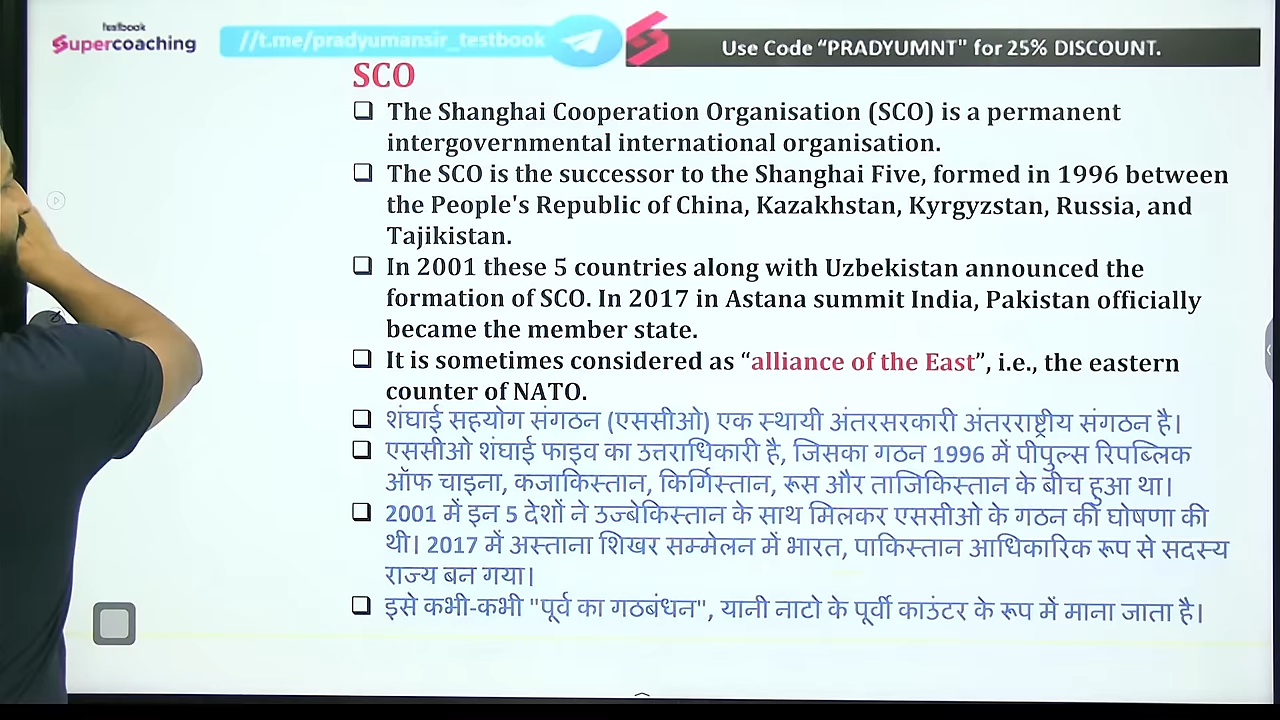 testbook
Supercoaching
//t.me/pradyumansir_testbook
Use Code “PRADYUMNT" for 25% DISCOUNT.
SCO
The Shanghai Cooperation Organisation (SCO) is a permanent
intergovernmental international organisation.
The SCO is the successor to the Shanghai Five, formed in 1996 between
the People's Republic of China, Kazakhstan, Kyrgyzstan, Russia, and
Tajikistan.
In 2001 these 5 countries along with Uzbekistan announced the
formation of SCO. In 2017 in Astana summit India, Pakistan officially
became the member state.
It is sometimes considered as “alliance of the East”, i.e., the eastern
counter of NATO.
शंघाई सहयोग संगठन (एससीओ) एक स्थायी अंतरसरकारी अंतरराष्ट्रीय संगठन है।
एससीओ शंघाई फाइव का उत्तराधिकारी है, जिसका गठन 1996 में पीपुल्स रिपब्लिक
ऑफ चाइना, कजाकिस्तान, किर्गिस्तान, रूस और ताजिकिस्तान के बीच हुआ था।
2001 में इन 5 देशों ने उज्बेकिस्तान के साथ मिलकर एससीओ के गठन की घोषणा की
थी। 2017 में अस्ताना शिखर सम्मेलन में भारत, पाकिस्तान आधिकारिक रूप से सदस्य
राज्य बन गया।
इसे कभी-कभी "पूर्व का गठबंधन", यानी नाटो के पूर्वी काउंटर के रूप में माना जाता है।